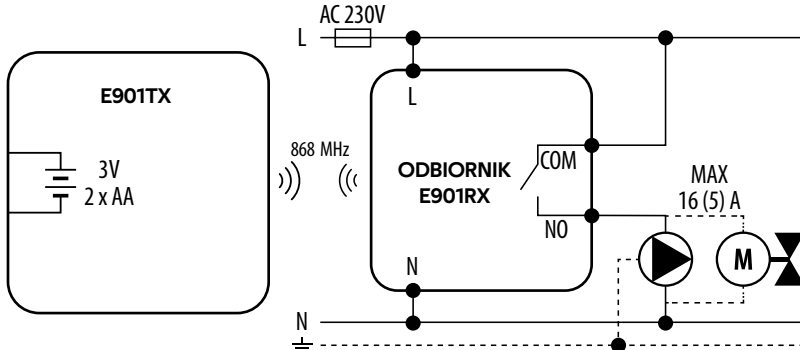 AC 230V
L
E901TX
L
868 MHz
3V
2 x AA
ODBIORNIK
E901RX
COM
NO
MAX
16 (5) A
M
N
N